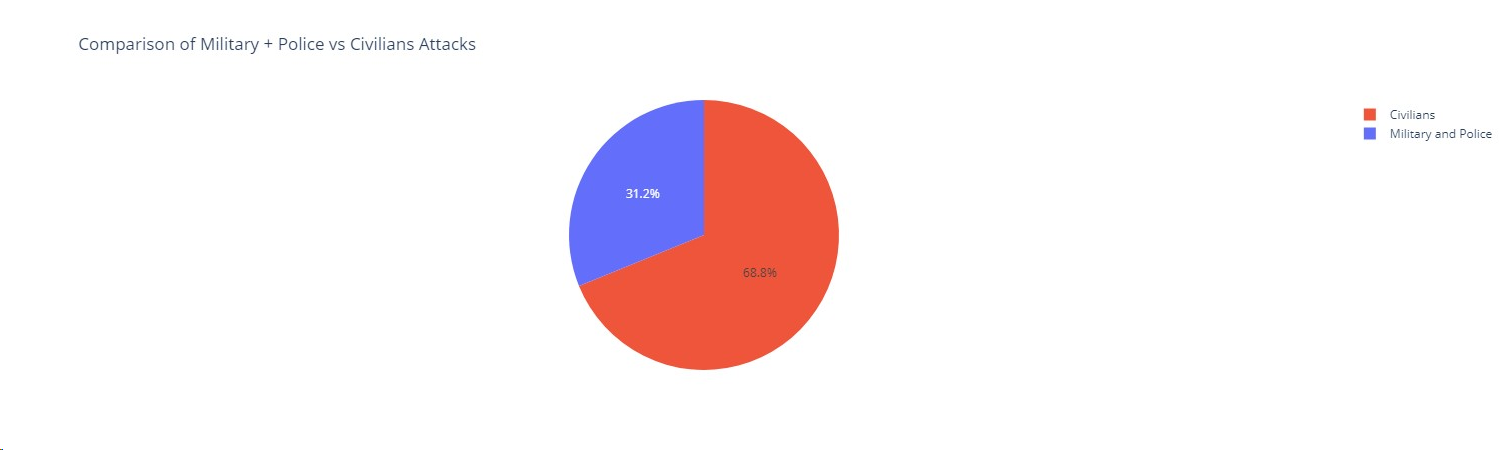 Comparison of Military + Police vs Civilians Attacks
Civilians
Military and Police
31.2%
68.8%